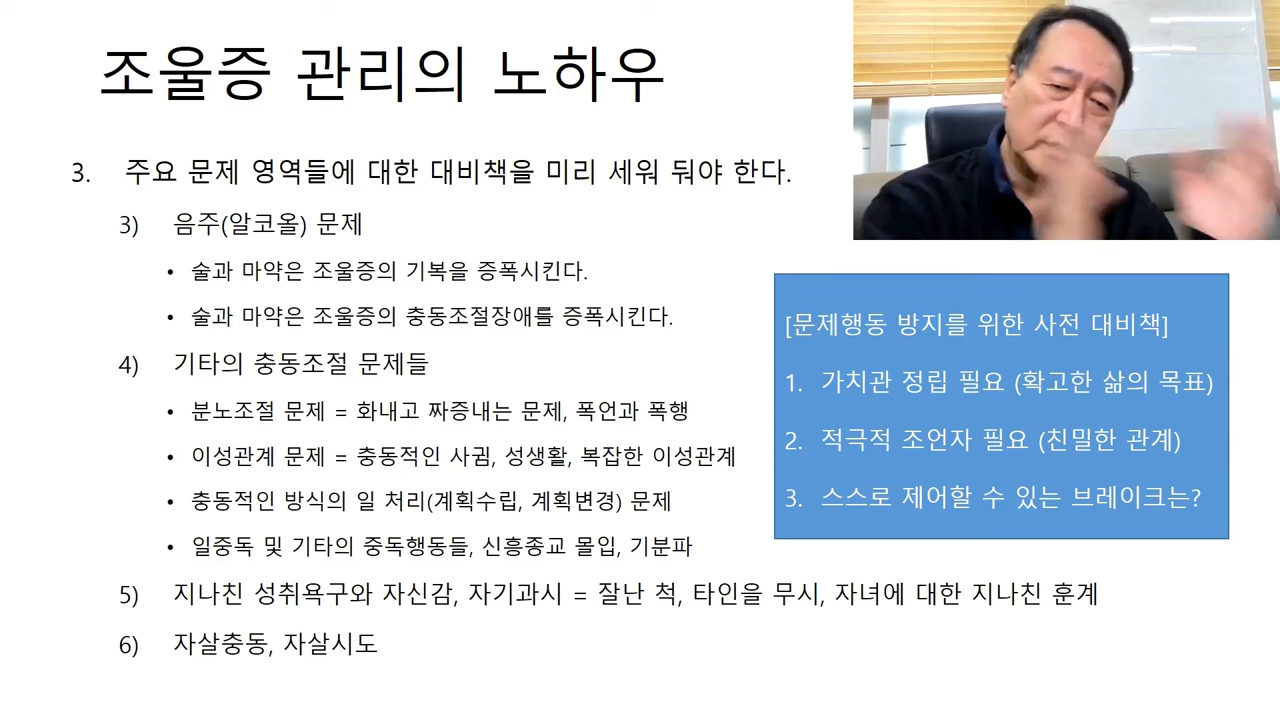 조울증 관리의 노하우
3. 주요 문제 영역들에 대한 대비책을 미리 세워 둬야 한다.
3) 음주(알코올) 문제
• 술과 마약은 조울증의 기복을 증폭시킨다.
• 술과 마약은 조울증의 충동조절장애를 증폭시킨다.
4) 기타의 충동조절 문제들
• 분노조절 문제 = 화내고 짜증내는 문제, 폭언과 폭행
• 이성관계 문제 = 충동적인 사귐, 성생활, 복잡한 이성관계
• 충동적인 방식의 일 처리(계획수립, 계획변경) 문제
• 일중독 및 기타의 중독행동들, 신흥종교 몰입, 기분파
5) 지나친 성취욕구와 자신감, 자기과시 = 잘난 척, 타인을 무시, 자녀에 대한 지나친 훈계
6) 자살충동, 자살시도
[문제행동 방지를 위한 사전 대비책]
1. 가치관 정립 필요 (확고한 삶의 목표)
2. 적극적 조언자 필요 (친밀한 관계)
3. 스스로 제어할 수 있는 브레이크는?